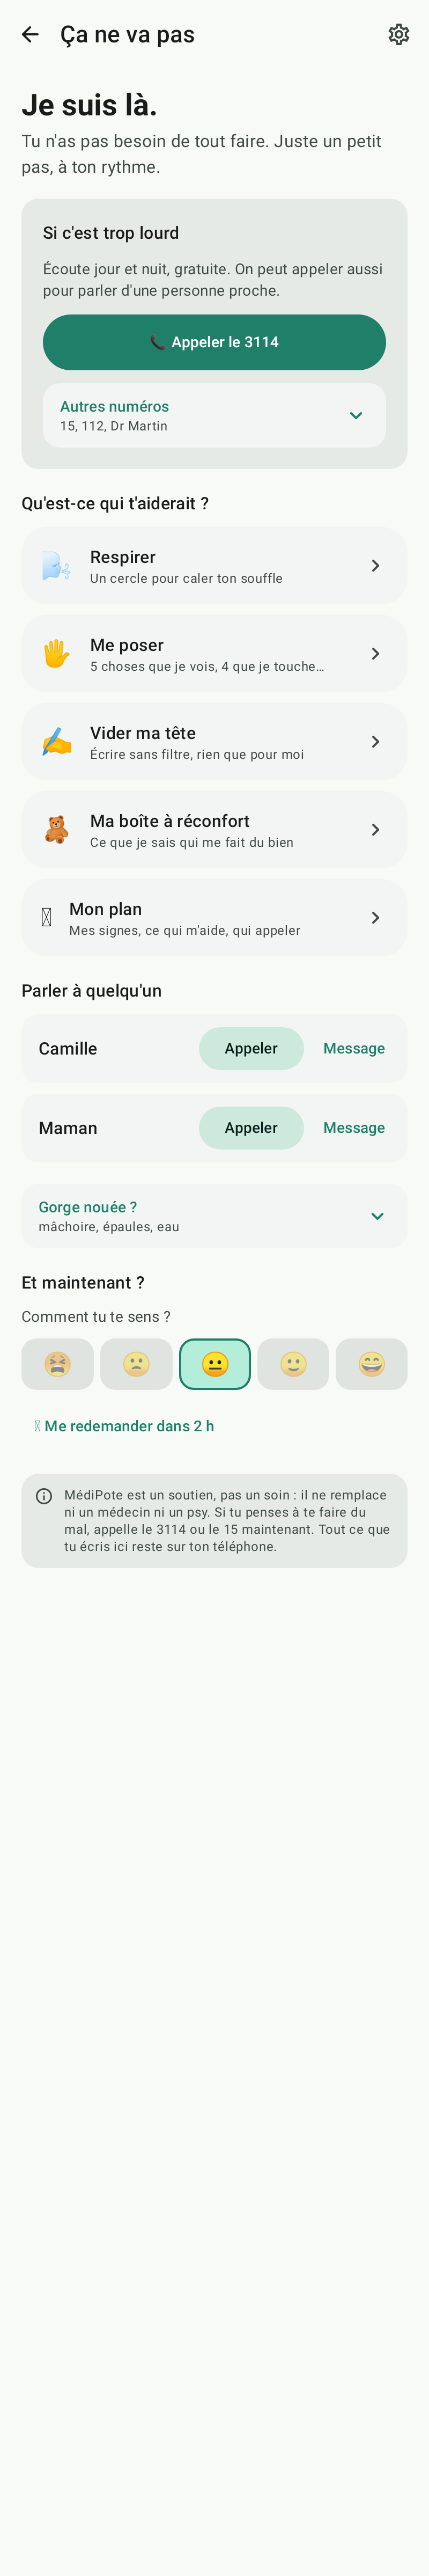 Ça ne va pas
Je suis là.
Tu n'as pas besoin de tout faire. Juste un petit
pas, à ton rythme.
Si c'est trop lourd
Écoute jour et nuit, gratuite. On peut appeler aussi
pour parler d'une personne proche.
📞 Appeler le 3114
Autres numéros
15, 112, Dr Martin
Qu'est-ce qui t'aiderait ?
Respirer
Un cercle pour caler ton souffle
Me poser
5 choses que je vois, 4 que je touche…
Vider ma tête
Écrire sans filtre, rien que pour moi
Ma boîte à réconfort
Ce que je sais qui me fait du bien
Mon plan
Mes signes, ce qui m'aide, qui appeler
Parler à quelqu'un
Camille Appeler Message
Maman Appeler Message
Gorge nouée ?
mâchoire, épaules, eau
Et maintenant ?
Comment tu te sens ?
Me redemander dans 2 h
MédiPote est un soutien, pas un soin : il ne remplace
ni un médecin ni un psy. Si tu penses à te faire du
mal, appelle le 3114 ou le 15 maintenant. Tout ce que
tu écris ici reste sur ton téléphone.